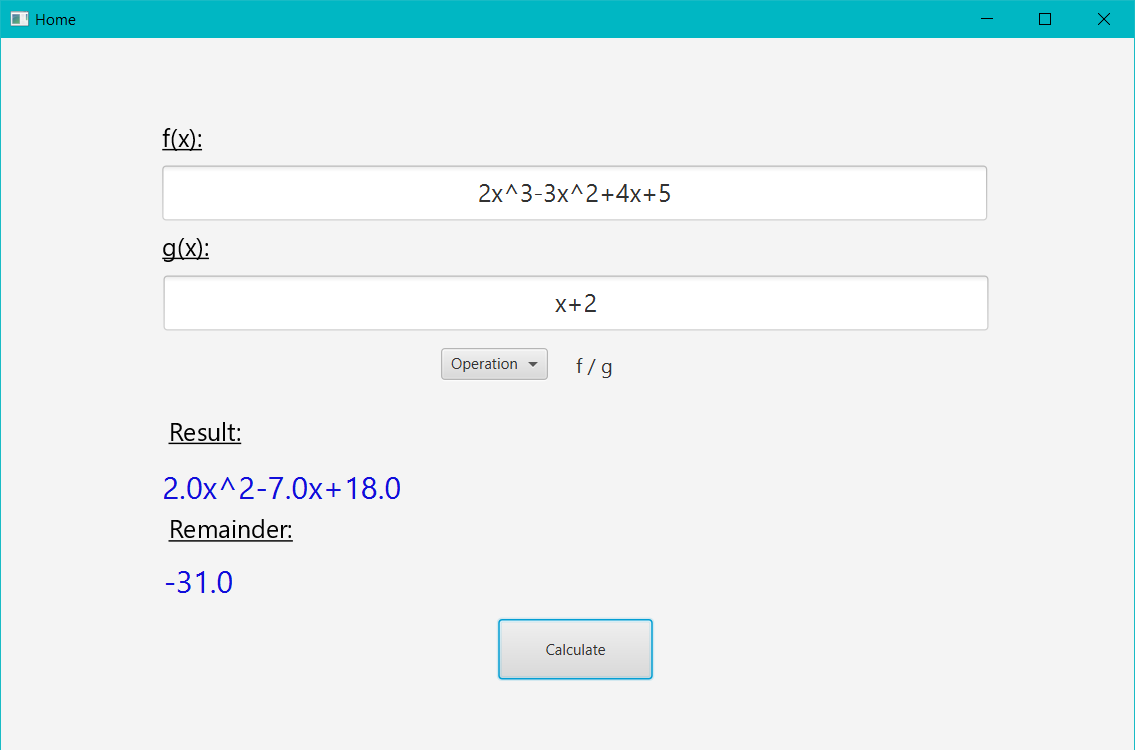 Home
f(x):
2x^3-3x^2+4x+5
g(x):
x+2
Operation f / g
Result:
2.0x^2-7.0x+18.0
Remainder:
-31.0
Calculate